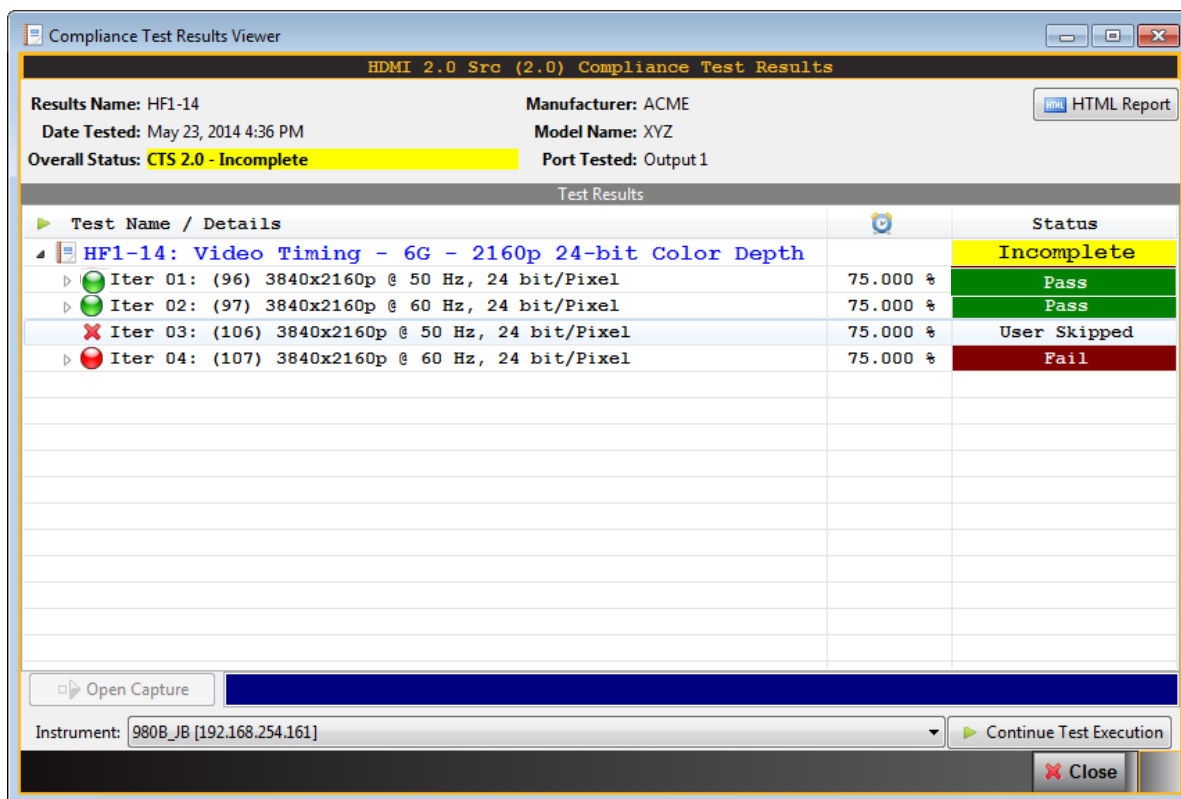 Compliance Test Results Viewer
HDMI 2.0 Src (2.0) Compliance Test Results
Results Name: HF1-14 Manufacturer: ACME HTML HTML Report
Date Tested: May 23, 2014 4:36 PM Model Name: XYZ
Overall Status: CTS 2.0 - Incomplete Port Tested: Output 1
Test Results
Test Name / Details Status
HF1-14: Video Timing - 6G - 2160p 24-bit Color Depth Incomplete
Iter 01: (96) 3840x2160p @ 50 Hz, 24 bit/Pixel 75.000 % Pass
Iter 02: (97) 3840x2160p @ 60 Hz, 24 bit/Pixel 75.000 % Pass
Iter 03: (106) 3840x2160p @ 50 Hz, 24 bit/Pixel 75.000 % User Skipped
Iter 04: (107) 3840x2160p @ 60 Hz, 24 bit/Pixel 75.000 % Fail
Open Capture
Instrument: 980B_JB [192.168.254.161] Continue Test Execution
Close